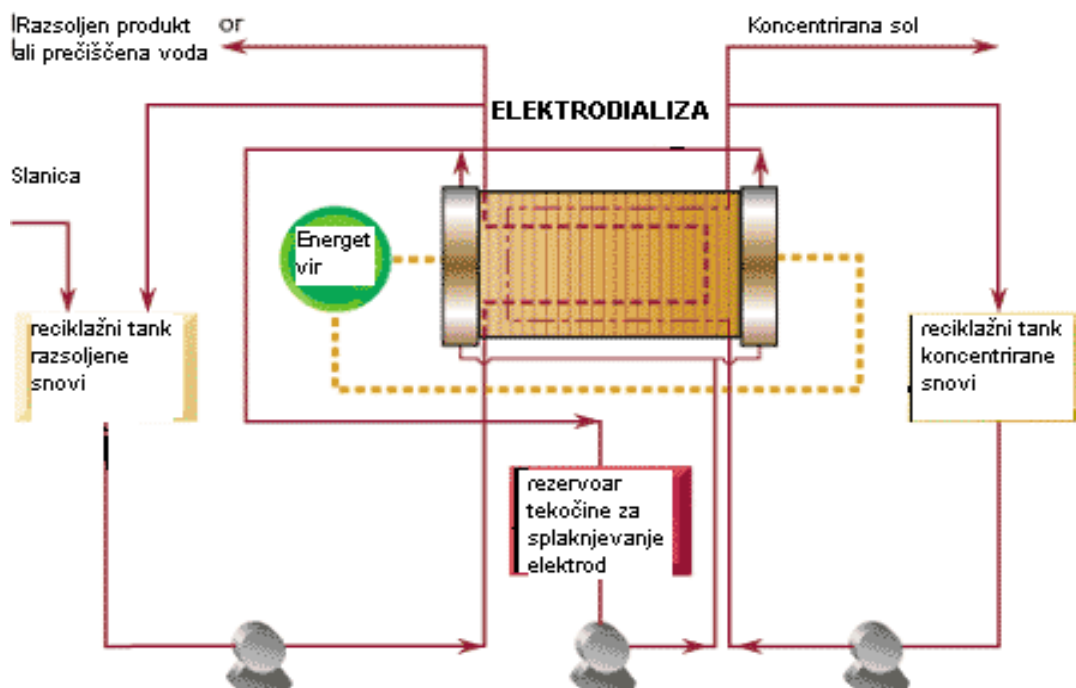 Razsoljen produkt or
ali prečiščena voda
Koncentrirana sol
ELEKTRODIALIZA
Slanica
Energet
vir
reciklažni tank
razsoljene
snovi
reciklažni tank
koncentrirane
snovi
rezervoar
tekočine za
splaknjevanje
elektrod